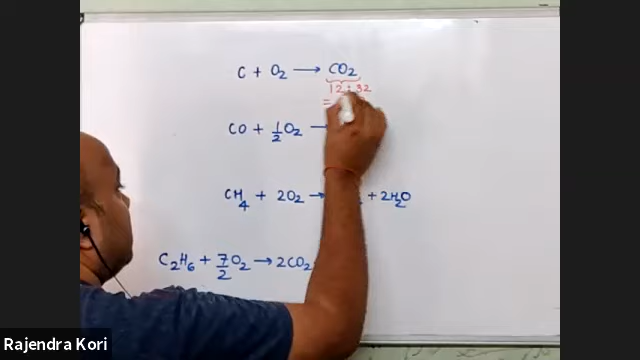 C + O₂ → CO₂
12 + 32
=
CO + 1/2 O₂ →
CH₄ + 2O₂ → + 2H₂O
C₂H₆ + 7/2 O₂ → 2CO₂
Rajendra Kori